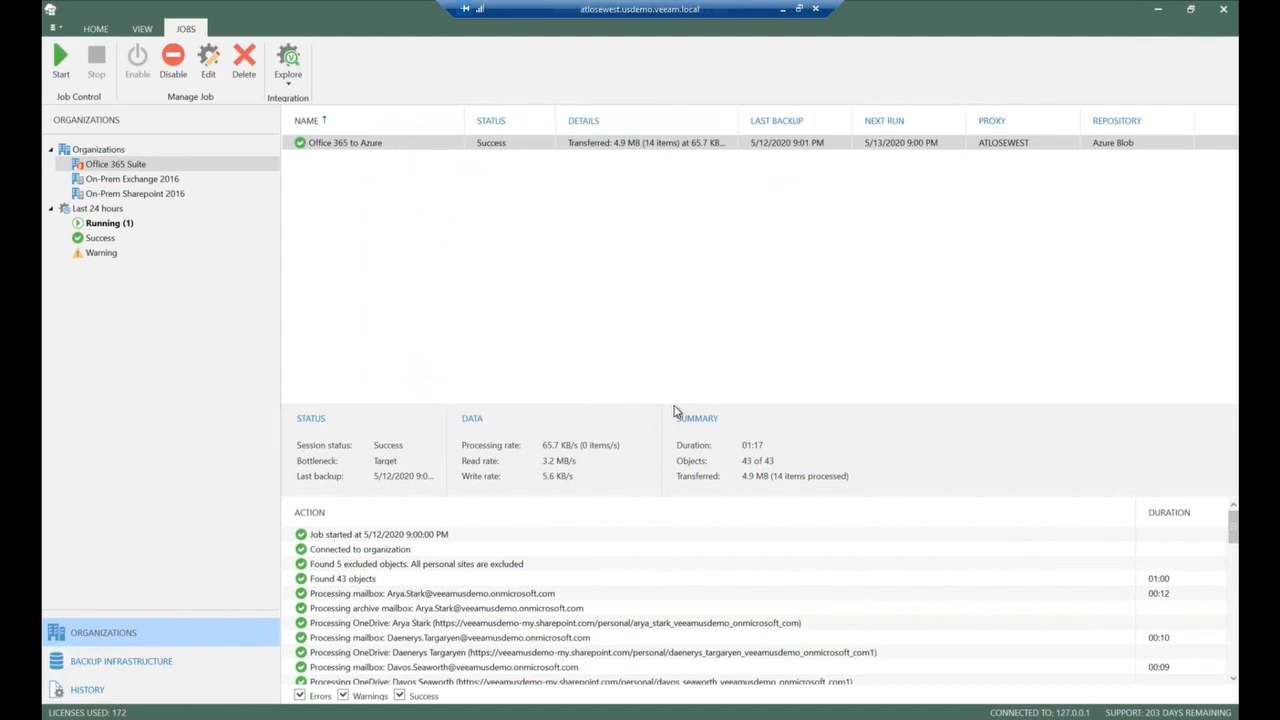 atlosewest.usdemo.veeam.local
HOME VIEW JOBS
Start Stop Enable Disable Edit Delete Explore
Job Control Manage Job Integration
ORGANIZATIONS
Organizations
Office 365 Suite
On-Prem Exchange 2016
On-Prem Sharepoint 2016
Last 24 hours
Running (1)
Success
Warning
NAME STATUS DETAILS LAST BACKUP NEXT RUN PROXY REPOSITORY
Office 365 to Azure Success Transferred: 4.9 MB (14 items) at 65.7 KB... 5/12/2020 9:01 PM 5/13/2020 9:00 PM ATLOSEWEST Azure Blob
STATUS DATA SUMMARY
Session status: Success Processing rate: 65.7 KB/s (0 items/s) Duration: 01:17
Bottleneck: Target Read rate: 3.2 MB/s Objects: 43 of 43
Last backup: 5/12/2020 9:0... Write rate: 5.6 KB/s Transferred: 4.9 MB (14 items processed)
ACTION DURATION
Job started at 5/12/2020 9:00:00 PM
Connected to organization
Found 5 excluded objects. All personal sites are excluded
Found 43 objects 01:00
Processing mailbox: Arya.Stark@veeamusdemo.onmicrosoft.com 00:12
Processing archive mailbox: Arya.Stark@veeamusdemo.onmicrosoft.com
Processing OneDrive: Arya Stark (https://veeamusdemo-my.sharepoint.com/personal/arya_stark_veeamusdemo_onmicrosoft_com)
Processing mailbox: Daenerys.Targaryen@veeamusdemo.onmicrosoft.com 00:10
Processing OneDrive: Daenerys Targaryen (https://veeamusdemo-my.sharepoint.com/personal/daenerys_targaryen_veeamusdemo_onmicrosoft_com1)
Processing mailbox: Davos.Seaworth@veeamusdemo.onmicrosoft.com 00:09
Processing OneDrive: Davos Seaworth (https://veeamusdemo-my.sharepoint.com/personal/davos_seaworth_veeamusdemo_onmicrosoft_com1)
Errors Warnings Success
ORGANIZATIONS
BACKUP INFRASTRUCTURE
HISTORY
LICENSES USED: 172 CONNECTED TO: 127.0.0.1 SUPPORT: 203 DAYS REMAINING